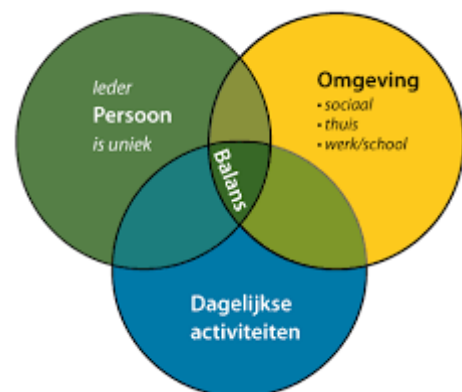 Ieder
Persoon
is uniek
Omgeving
• sociaal
• thuis
• werk/school
Balans
Dagelijkse
activiteiten